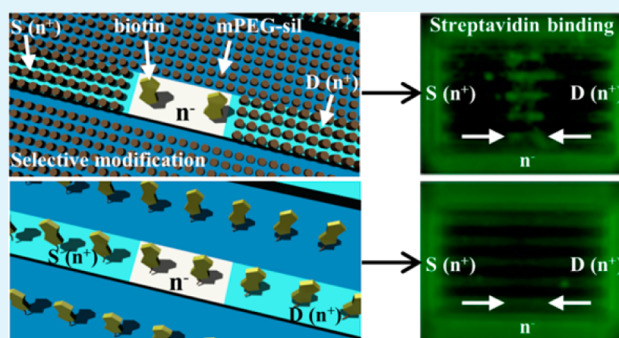 S (n⁺)
biotin
mPEG-sil
D (n⁺)
n⁻
Selective modification
Streptavidin binding
S (n⁺)
D (n⁺)
n⁻
S (n⁺)
n⁻
D (n⁺)
S (n⁺)
D (n⁺)
n⁻